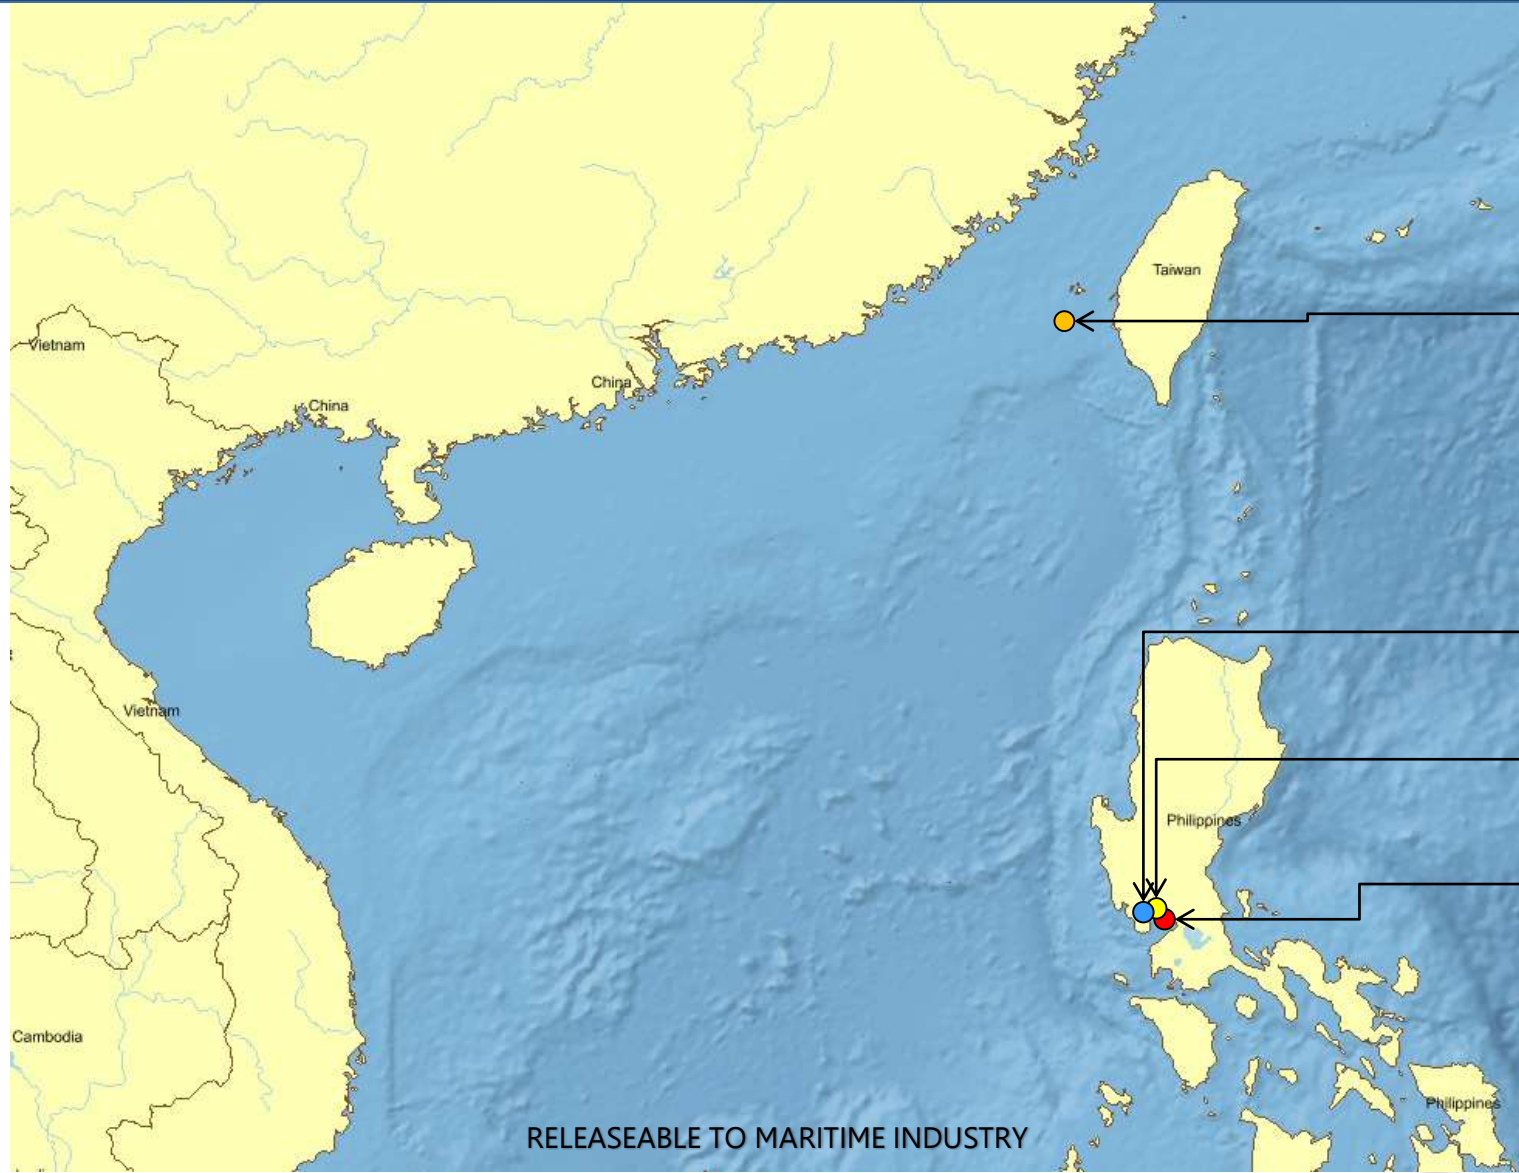 Taiwan
Vietnam
China
China
Vietnam
Philippines
Cambodia
Philippines
RELEASEABLE TO MARITIME INDUSTRY